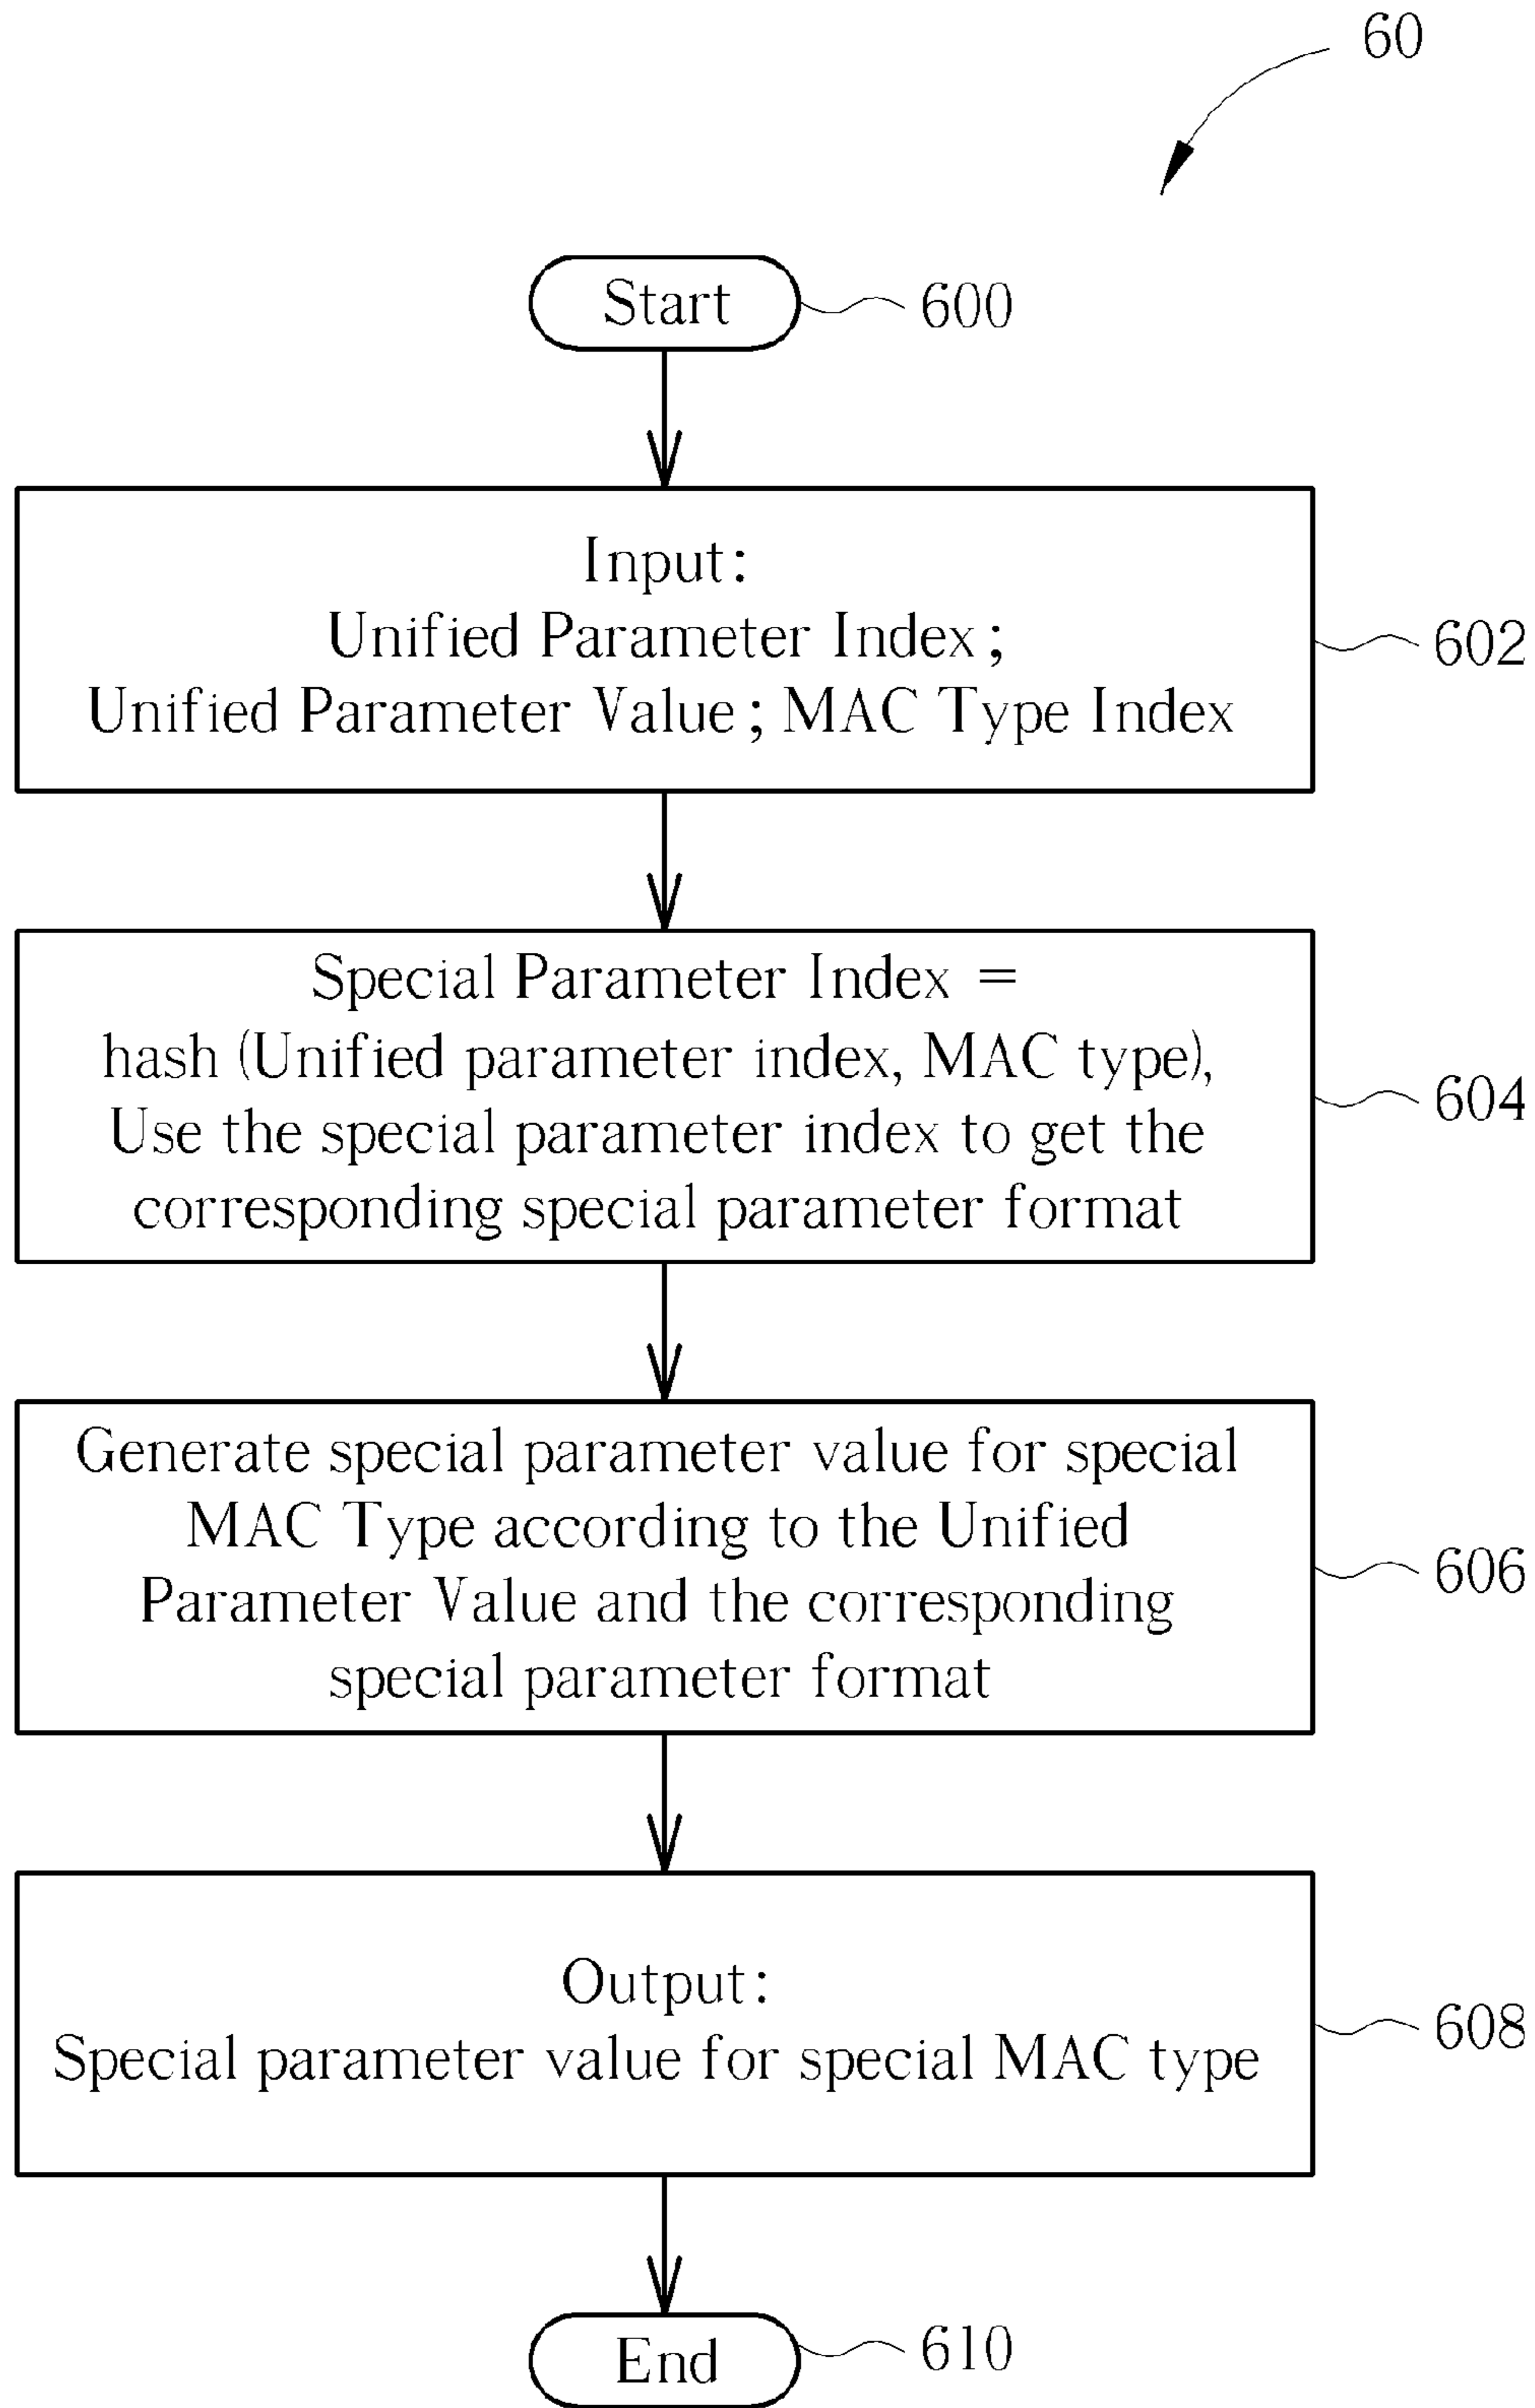 60
Start
600
Input:
Unified Parameter Index;
Unified Parameter Value; MAC Type Index
602
Special Parameter Index =
hash (Unified parameter index, MAC type),
Use the special parameter index to get the
corresponding special parameter format
604
Generate special parameter value for special
MAC Type according to the Unified
Parameter Value and the corresponding
special parameter format
606
Output:
Special parameter value for special MAC type
608
End
610